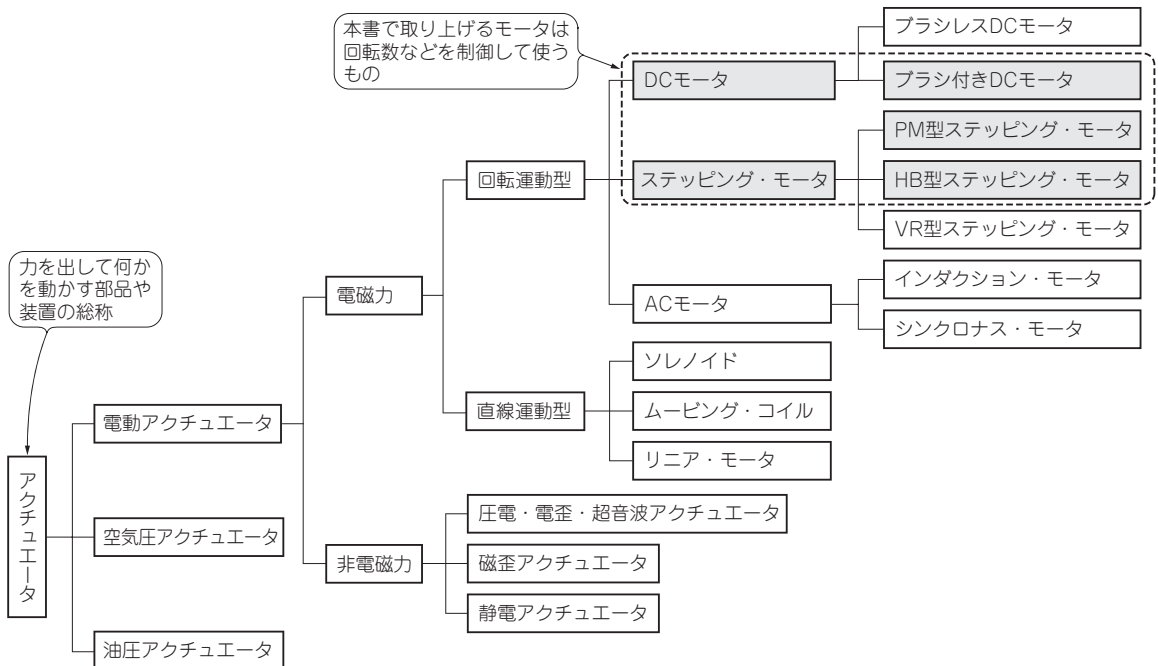 本書で取り上げるモータは
回転数などを制御して使う
もの
ブラシレスDCモータ
DCモータ
ブラシ付きDCモータ
PM型ステッピング・モータ
回転運動型
ステッピング・モータ
HB型ステッピング・モータ
VR型ステッピング・モータ
力を出して何か
を動かす部品や
装置の総称
電磁力
インダクション・モータ
ACモータ
シンクロナス・モータ
ソレノイド
電動アクチュエータ
直線運動型
ムービング・コイル
リニア・モータ
アクチュエータ
圧電・電歪・超音波アクチュエータ
空気圧アクチュエータ
非電磁力
磁歪アクチュエータ
静電アクチュエータ
油圧アクチュエータ